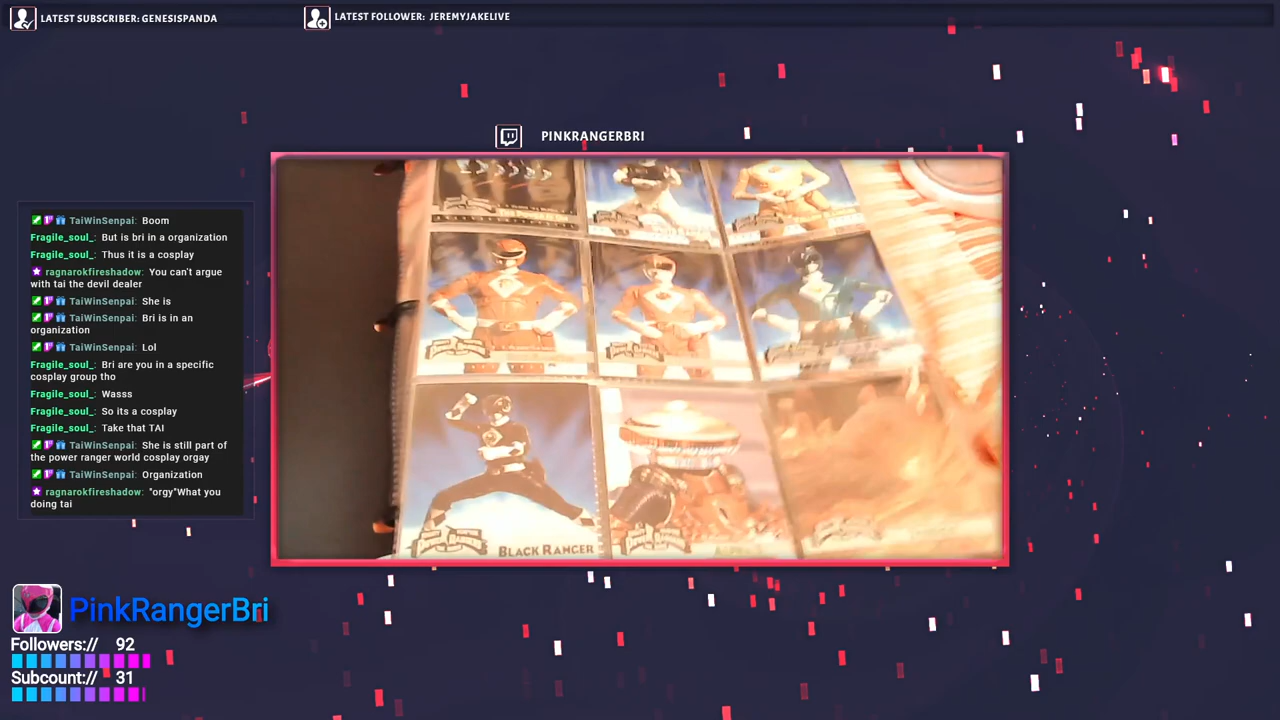 LATEST SUBSCRIBER: GENESISPANDA
LATEST FOLLOWER: JEREMYJAKELIVE
PINKRANGERBRI
TaiWinSenpai: Boom
Fragile_soul_: But is bri in a organization
Fragile_soul_: Thus it is a cosplay
ragnarokfireshadow: You can't argue
with tai the devil dealer
TaiWinSenpai: She is
TaiWinSenpai: Bri is in an
organization
TaiWinSenpai: Lol
Fragile_soul_: Bri are you in a specific
cosplay group tho
Fragile_soul_: Wasss
Fragile_soul_: So its a cosplay
Fragile_soul_: Take that TAI
TaiWinSenpai: She is still part of
the power ranger world cosplay orgay
TaiWinSenpai: Organization
ragnarokfireshadow: "orgy"What you
doing tai
POWER RANGERS
BLACK RANGER
POWER RANGERS
PinkRangerBri
Followers:// 92
Subcount:// 31